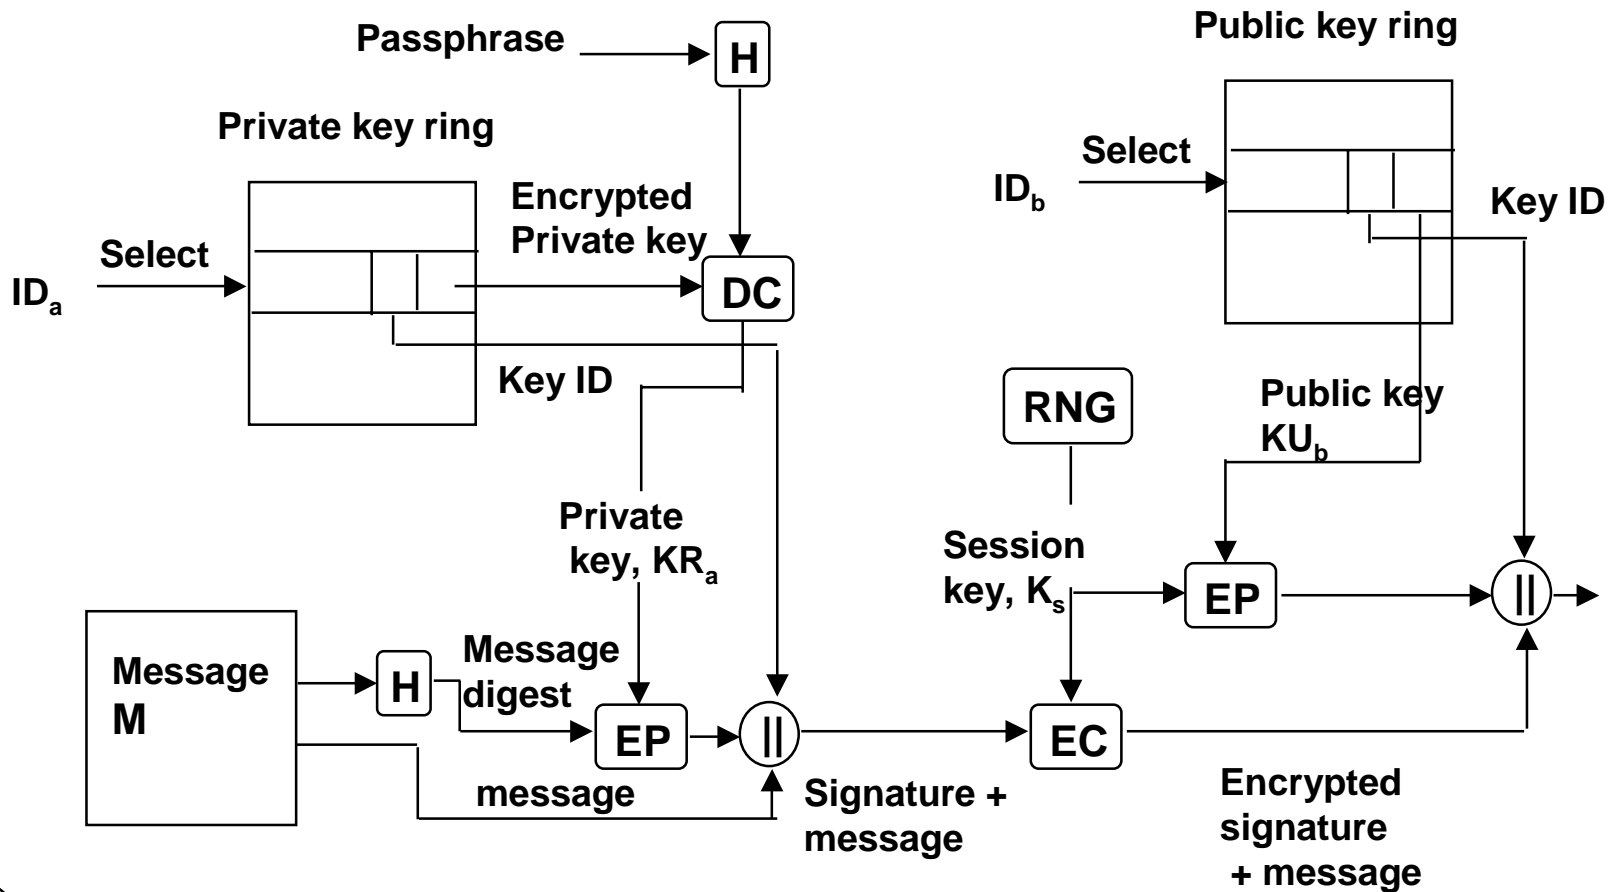 Public key ring
Passphrase
H
Private key ring
Select
ID_b
Key ID
Encrypted
Private key
Select
ID_a
DC
Key ID
RNG
Public key
KU_b
Private
key, KR_a
Session
key, K_s
EP
||
Message
M
H
Message
digest
EP
||
EC
message
Signature +
message
Encrypted
signature
+ message